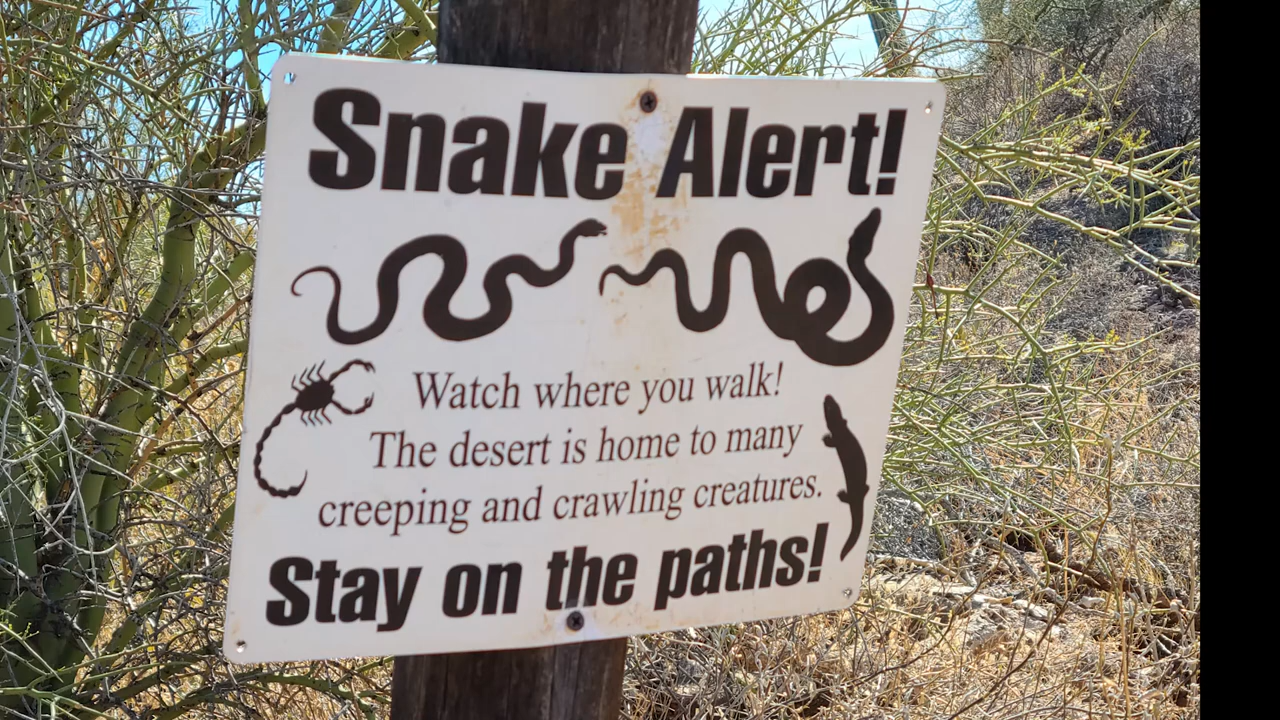 Snake Alert!
Watch where you walk!
The desert is home to many
creeping and crawling creatures.
Stay on the paths!